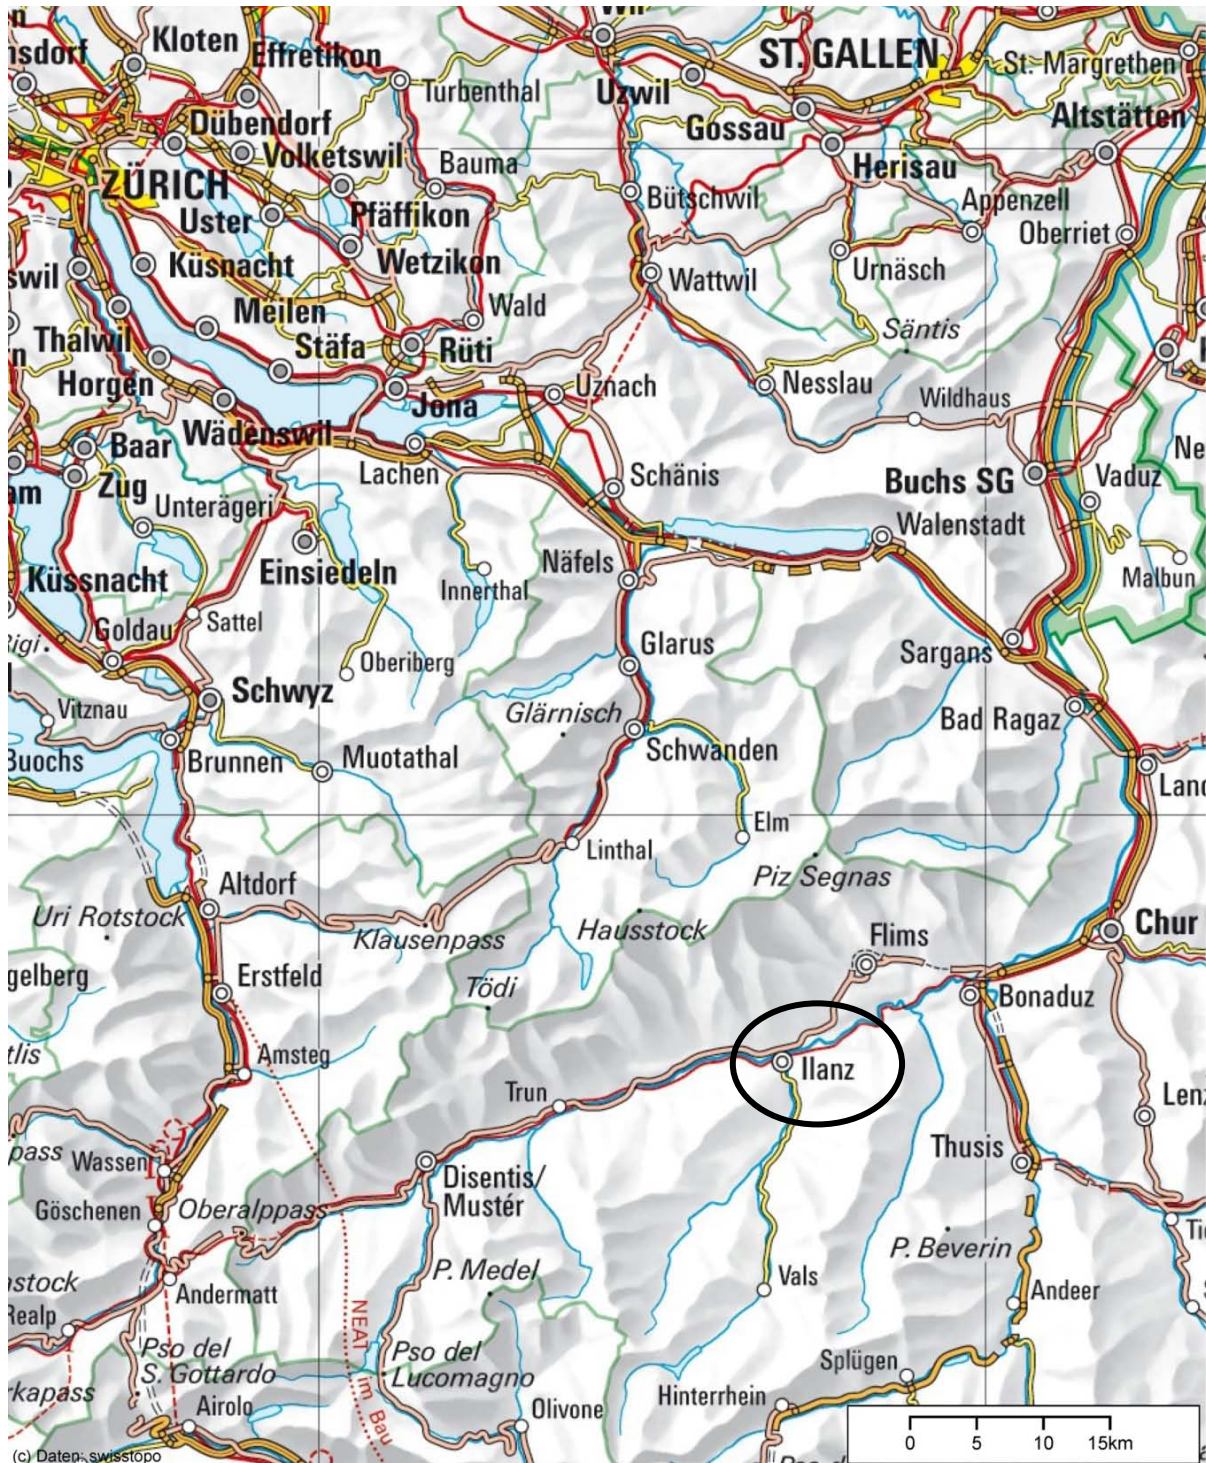 Kloten
Effretikon
Turbenthal
ST. GALLEN
St. Margrethen
Uzwil
Gossau
Altstätten
Dübendorf
Volketswil
Bauma
Herisau
ZÜRICH
Bütschwil
Appenzell
Uster
Pfäffikon
Oberriet
Küsnacht
Wetzikon
Wattwil
Urnäsch
Meilen
Wald
Säntis
Thalwil
Stäfa
Rüti
Horgen
Uznach
Nesslau
Wildhaus
Jona
Baar
Wädenswil
Lachen
Schänis
Buchs SG
Vaduz
Zug
Unterägeri
Walenstadt
Näfels
Einsiedeln
Innerthal
Malbun
Küssnacht
Sattel
Goldau
Glarus
Oberiberg
Sargans
Schwyz
Vitznau
Glärnisch
Bad Ragaz
Buochs
Brunnen
Muotathal
Schwanden
Elm
Linthal
Piz Segnas
Altdorf
Uri Rotstock
Klausenpass
Hausstock
Flims
Chur
Erstfeld
Tödi
Bonaduz
Amsteg
Ilanz
Trun
Wassen
Thusis
Disentis/
Mustér
Göschenen
Oberalppass
P. Beverin
P. Medel
Vals
Andermatt
Andeer
Realp
NEAT im Bau
Pso del
S. Gottardo
Pso del
Lucomagno
Splügen
Hinterrhein
Airolo
Olivone
0 5 10 15km
(c) Daten: swisstopo